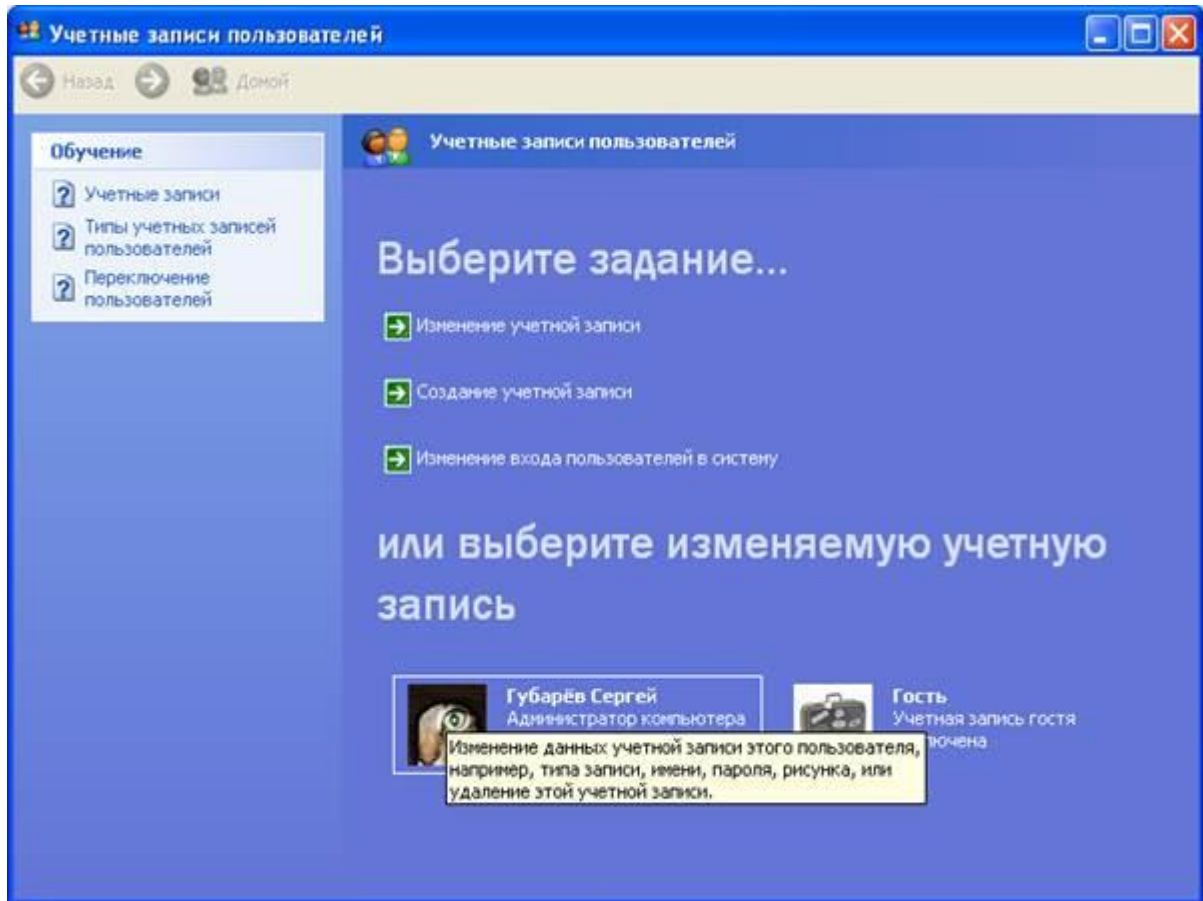 Учетные записи пользователей
Назад
Домой
Обучение
Учетные записи
Типы учетных записей
пользователей
Переключение
пользователей
Учетные записи пользователей
Выберите задание...
Изменение учетной записи
Создание учетной записи
Изменение входа пользователей в систему
или выберите изменяемую учетную
запись
Губарёв Сергей
Администратор компьютера
Гость
Учетная запись гостя
Изменение данных учетной записи этого пользователя,
например, типа записи, имени, пароля, рисунка, или
удаление этой учетной записи.